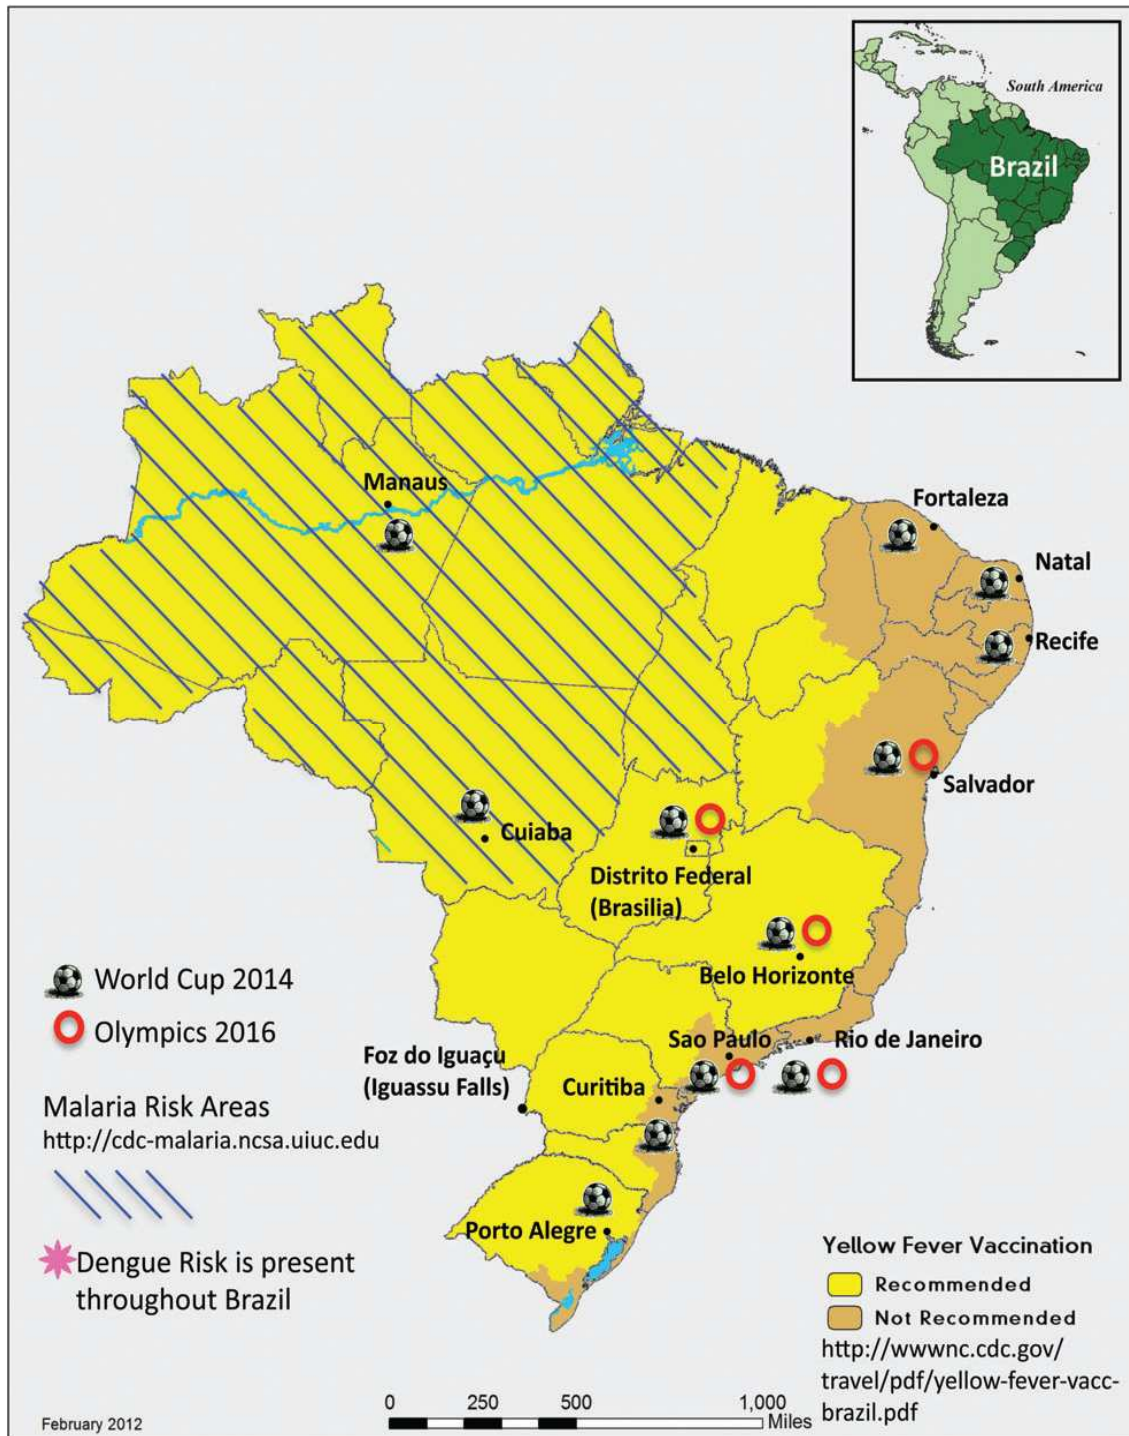 South America
Brazil
Manaus
Fortaleza
Natal
Recife
Salvador
Cuiaba
Distrito Federal
(Brasilia)
Belo Horizonte
World Cup 2014
Olympics 2016
Sao Paulo
Rio de Janeiro
Foz do Iguaçu
(Iguassu Falls)
Curitiba
Malaria Risk Areas
http://cdc-malaria.ncsa.uiuc.edu
Porto Alegre
Dengue Risk is present
throughout Brazil
Yellow Fever Vaccination
Recommended
Not Recommended
http://wwwnc.cdc.gov/
travel/pdf/yellow-fever-vacc-
brazil.pdf
0 250 500 1,000
Miles
February 2012